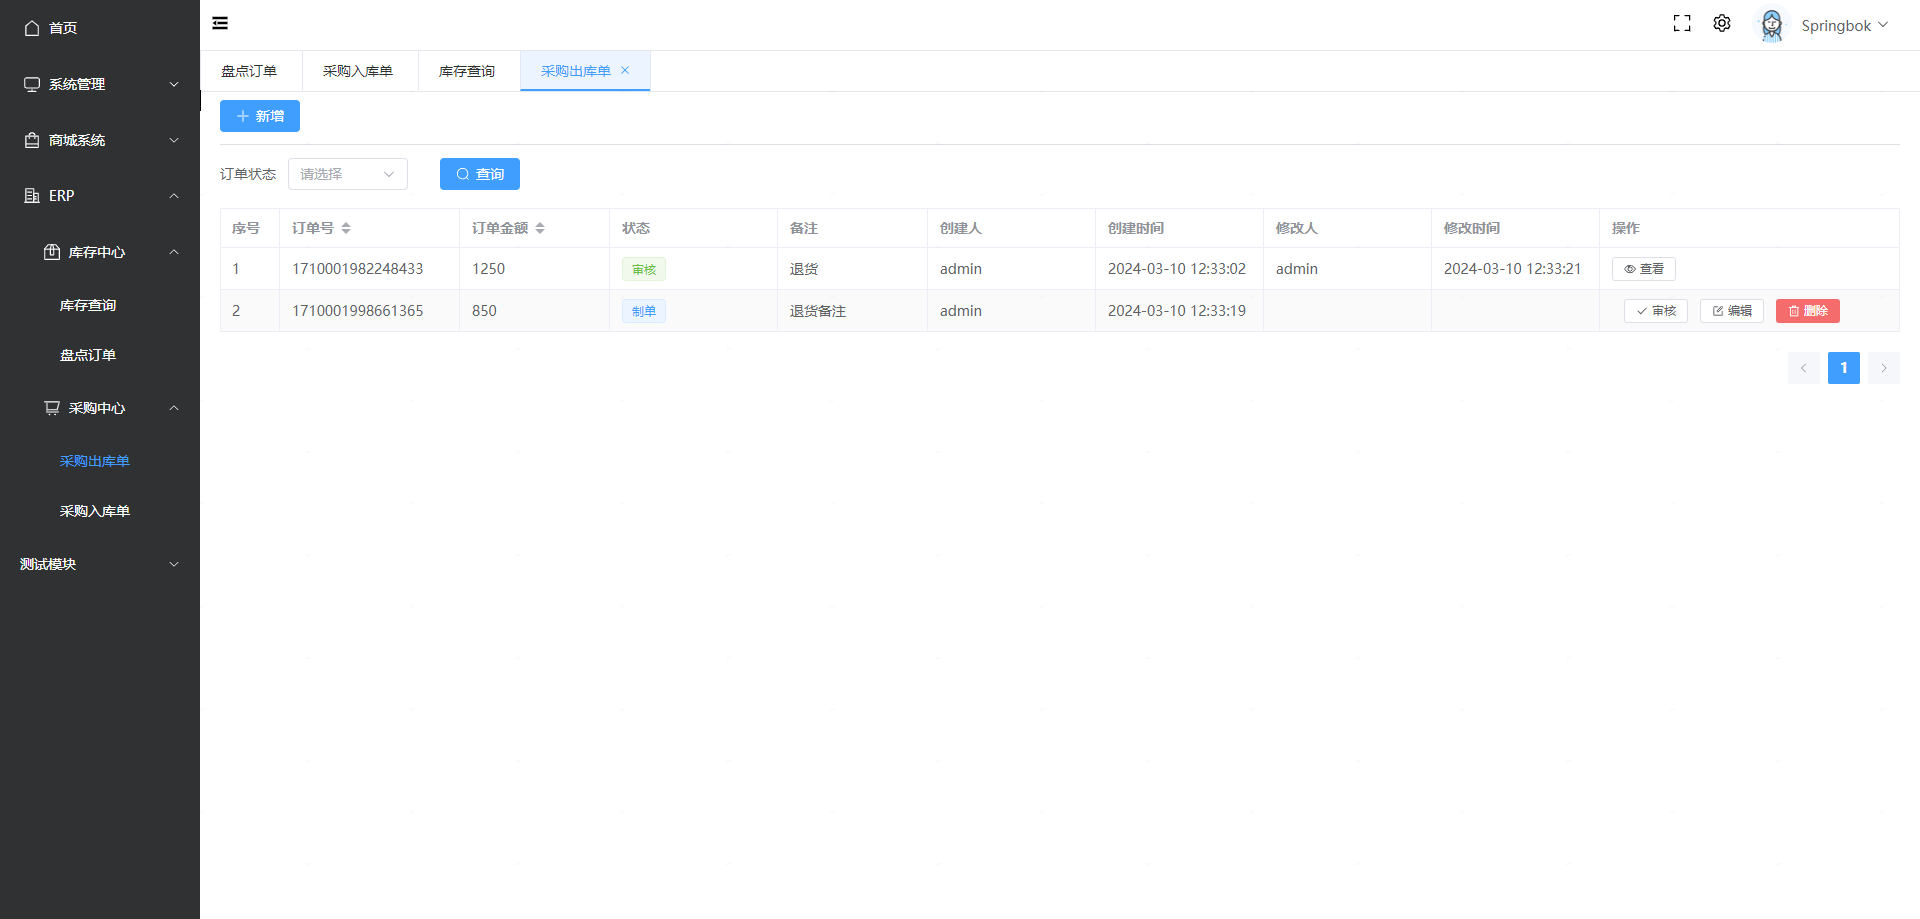 首页
系统管理
商城系统
ERP
库存中心
库存查询
盘点订单
采购中心
采购出库单
采购入库单
测试模块
Springbok
盘点订单 采购入库单 库存查询 采购出库单
新增
订单状态 请选择 查询
序号 订单号 订单金额 状态 备注 创建人 创建时间 修改人 修改时间 操作
1 1710001982248433 1250 审核 退货 admin 2024-03-10 12:33:02 admin 2024-03-10 12:33:21 查看
2 1710001998661365 850 制单 退货备注 admin 2024-03-10 12:33:19 审核 编辑 删除
1